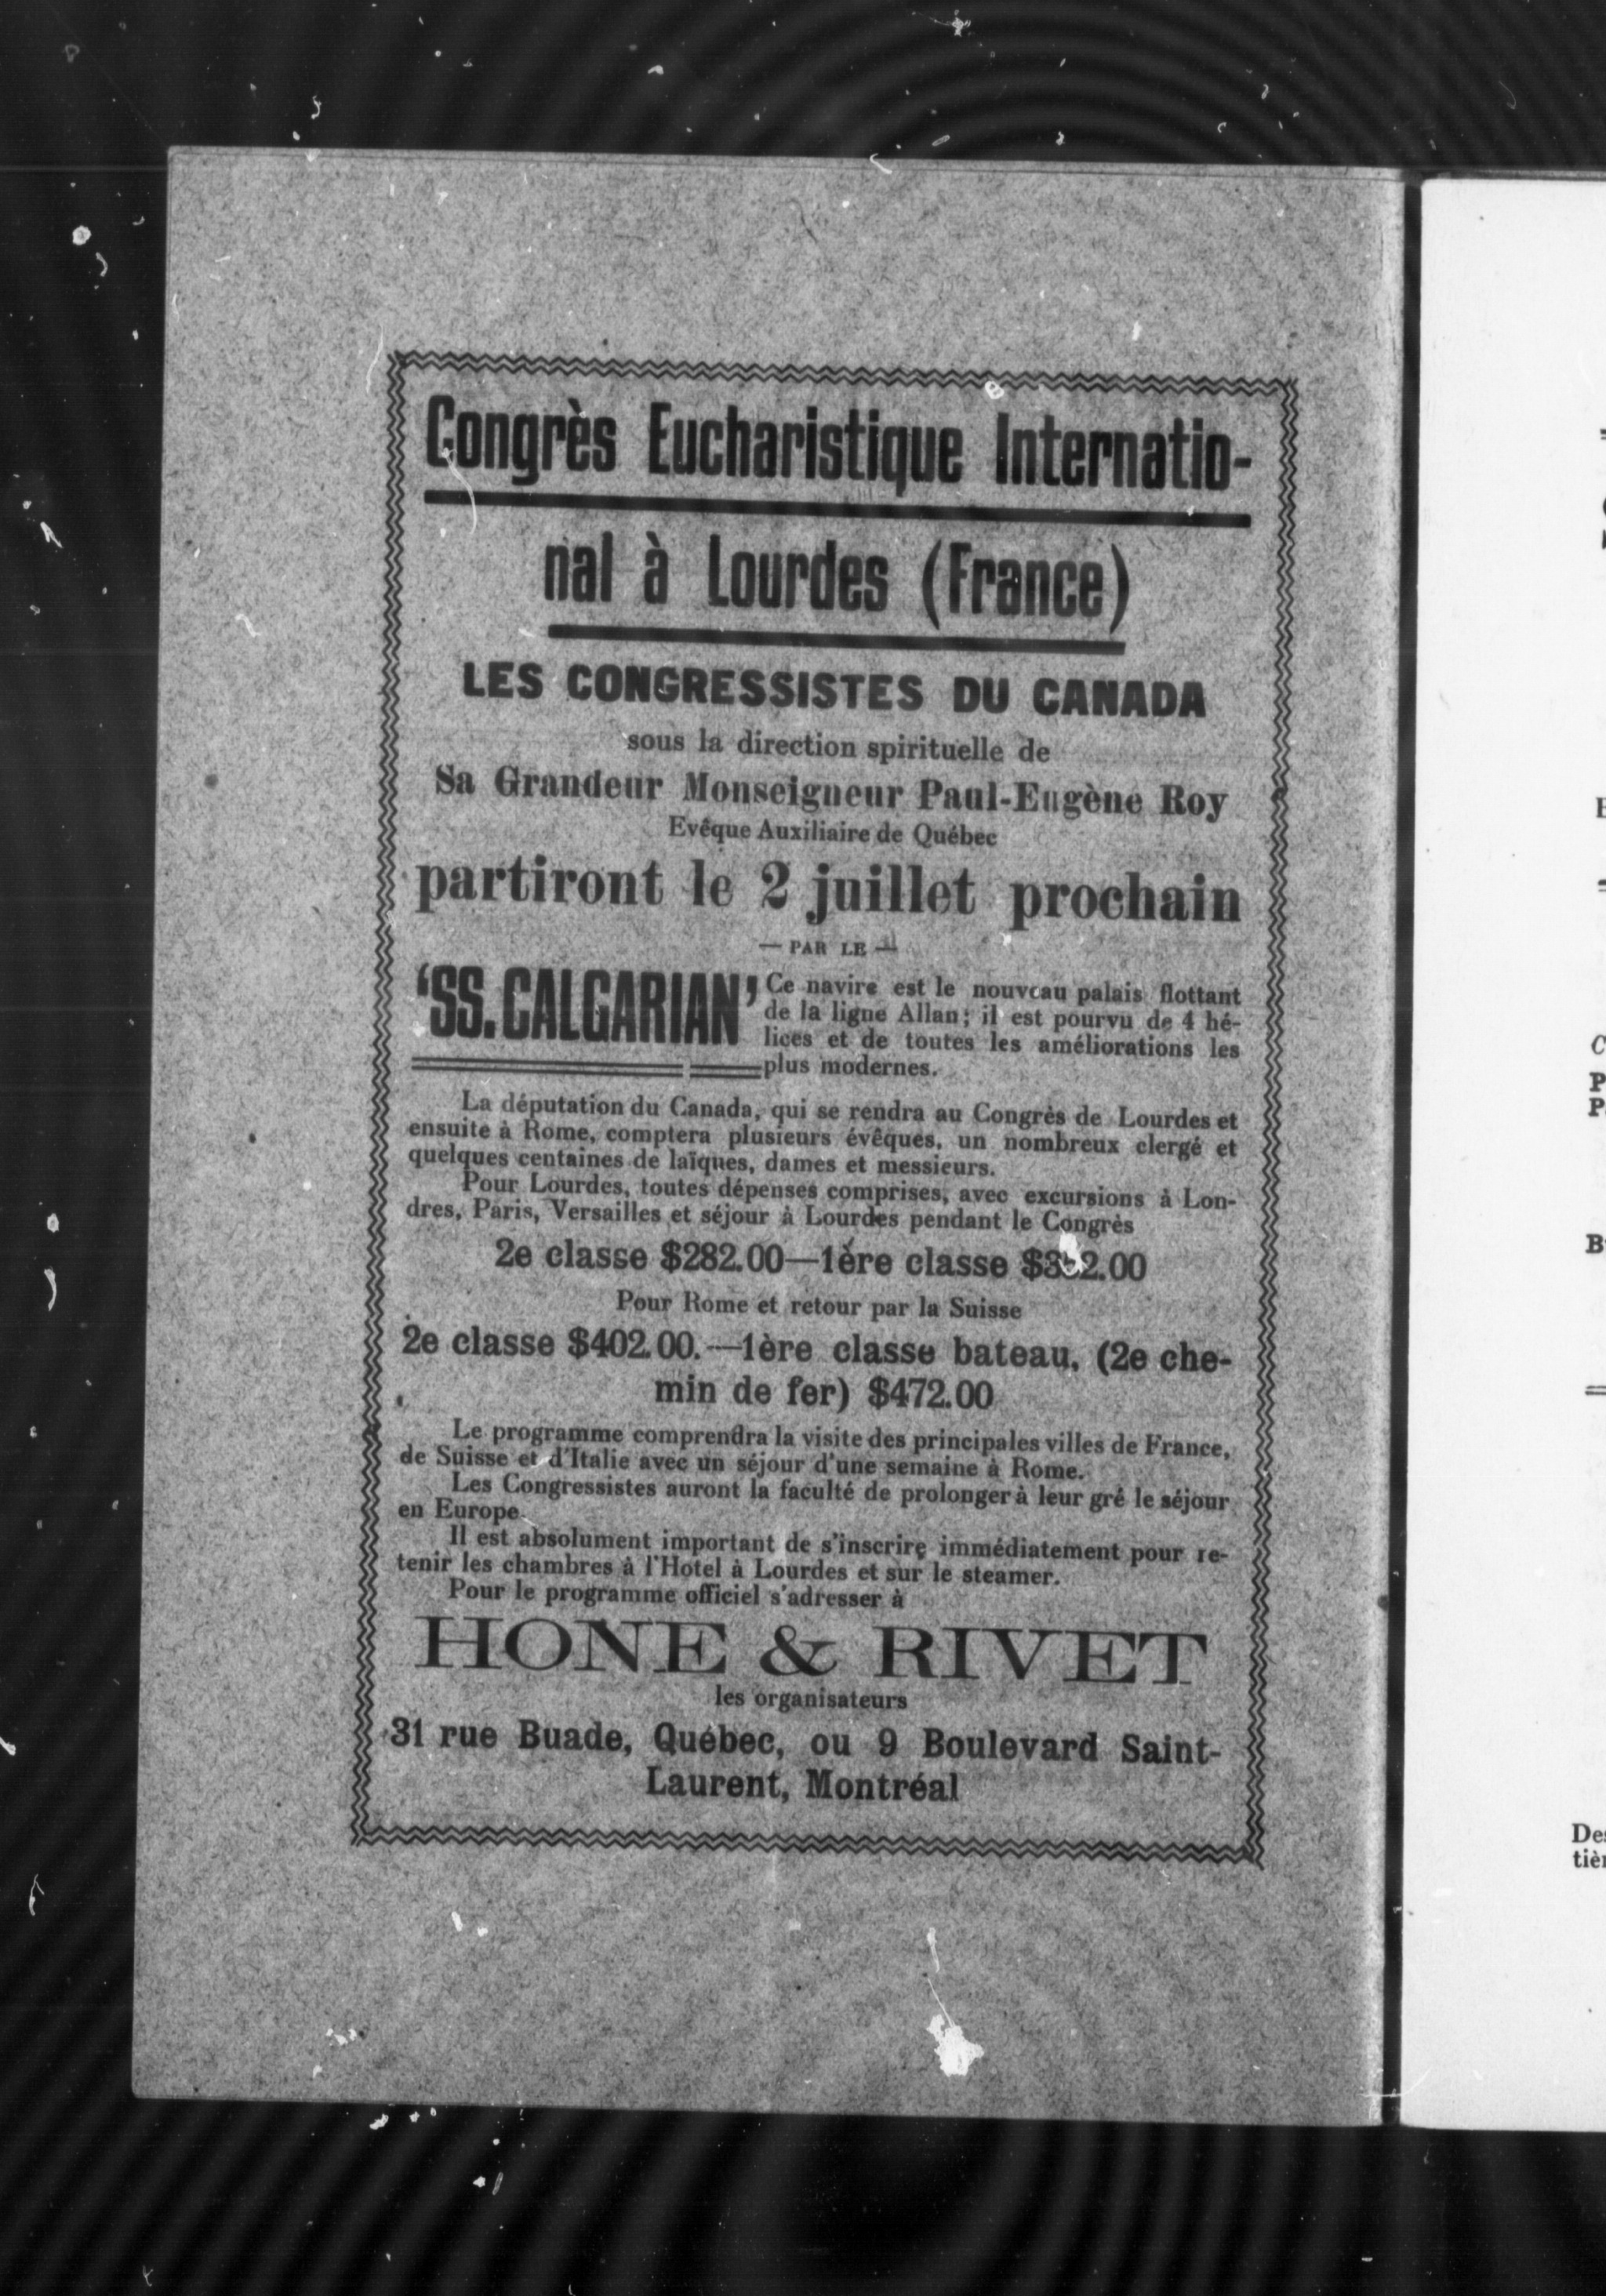 Congrès Eucharistique Internatio-
nal à Lourdes (France)
LES CONGRESSISTES DU CANADA
sous la direction spirituelle de
Sa Grandeur Monseigneur Paul-Eugène Roy
Evêque Auxiliaire de Québec
partiront le 2 juillet prochain
— PAR LE —
‘SS. CALGARIAN’
Ce navire est le nouveau palais flottant
de la ligne Allan; il est pourvu de 4 hé-
lices et de toutes les améliorations les
plus modernes.
La députation du Canada, qui se rendra au Congrès de Lourdes et
ensuite à Rome, comptera plusieurs évêques, un nombreux clergé et
quelques centaines de laïques, dames et messieurs.
Pour Lourdes, toutes dépenses comprises, avec excursions à Lon-
dres, Paris, Versailles et séjour à Lourdes pendant le Congrès
2e classe $282.00—1ère classe
Pour Rome et retour par la Suisse
2e classe $402.00.—1ère classe bateau, (2e che-
min de fer) $472.00
Le programme comprendra la visite des principales villes de France,
de Suisse et d'Italie avec un séjour d'une semaine à Rome.
Les Congressistes auront la faculté de prolonger à leur gré le séjour
en Europe.
Il est absolument important de s'inscrire immédiatement pour re-
tenir les chambres à l'Hotel à Lourdes et sur le steamer.
Pour le programme officiel s'adresser à
HONE & RIVET
les organisateurs
31 rue Buade, Québec, ou 9 Boulevard Saint-
Laurent, Montréal